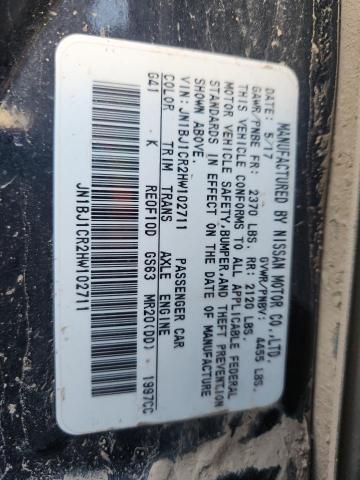 MANUFACTURED BY NISSAN MOTOR CO.,LTD.
DATE: 5/17 GVWR/PNBV: 4455 LBS.
GAWR/PNBE FR: 2370 LBS. RR: 2120 LBS.
THIS VEHICLE CONFORMS TO ALL APPLICABLE FEDERAL
MOTOR VEHICLE SAFETY,BUMPER,AND THEFT PREVENTION
STANDARDS IN EFFECT ON THE DATE OF MANUFACTURE
SHOWN ABOVE.
VIN: JN1BJ1CR2HW102711 PASSENGER CAR
COLOR TRIM TRANS AXLE ENGINE
G41 K RE0F10D GS63 MR20(DD) · 1997CC
JN1BJ1CR2HW102711